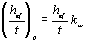 (h_ef / t)_o = (h_ef / t) k_w